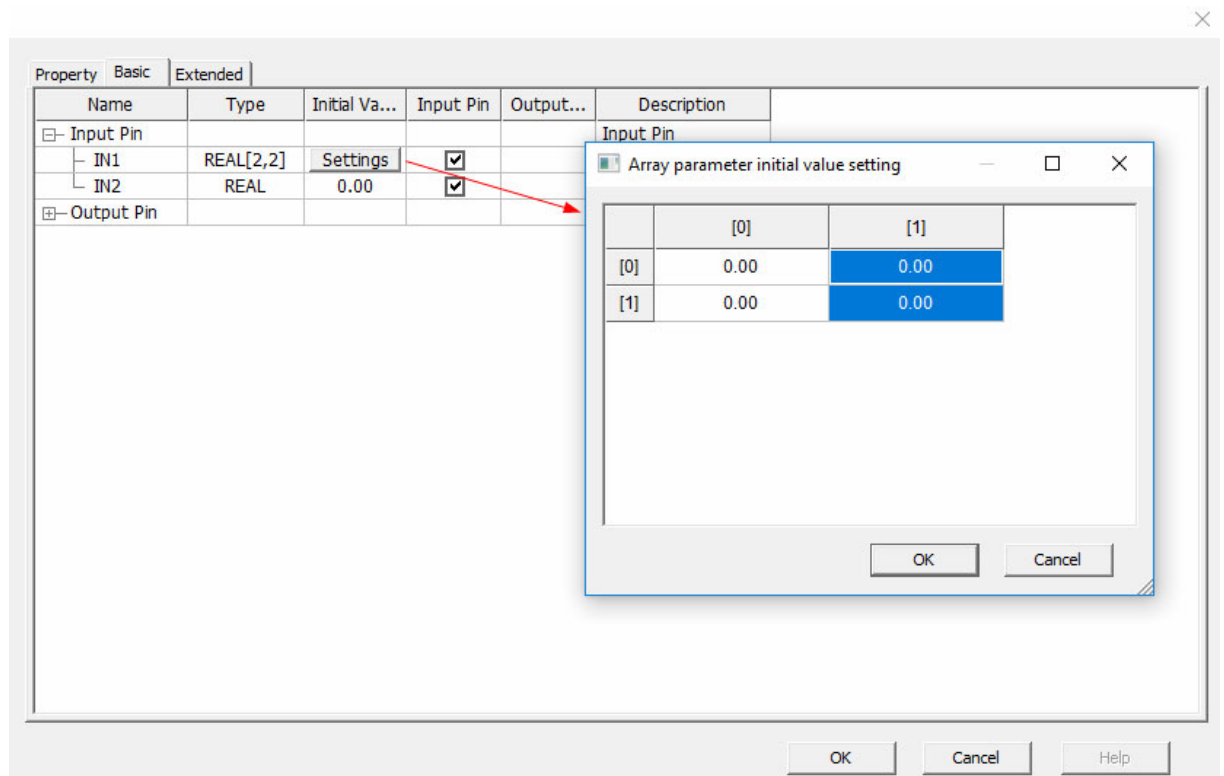 Property Basic Extended
Name Type Initial Va... Input Pin Output... Description
Input Pin Input Pin
IN1 REAL[2,2] Settings
IN2 REAL 0.00
Output Pin
Array parameter initial value setting
[0] [1]
[0] 0.00 0.00
[1] 0.00 0.00
OK Cancel
OK Cancel Help